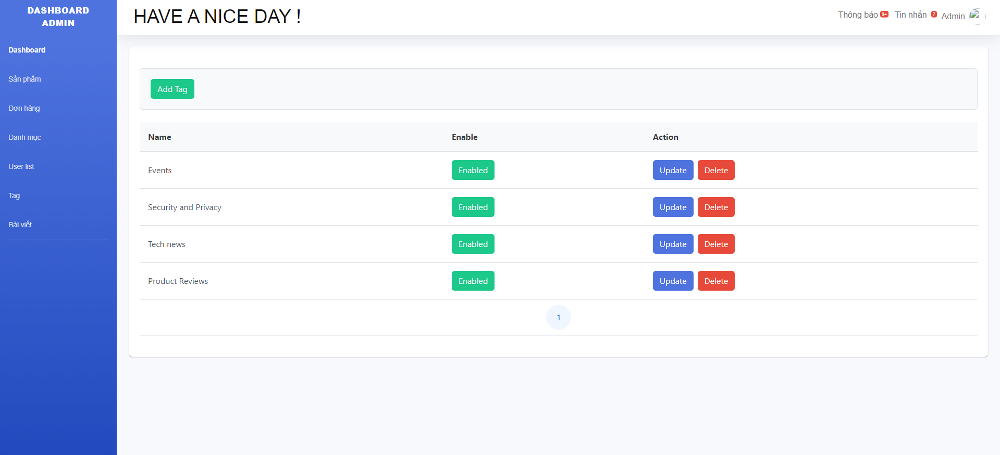 DASHBOARD
ADMIN
HAVE A NICE DAY !
Thông báo 3+ Tin nhắn 7 Admin
Dashboard
Sản phẩm
Đơn hàng
Danh mục
User list
Tag
Bài viết
Add Tag
Name Enable Action
Events Enabled Update Delete
Security and Privacy Enabled Update Delete
Tech news Enabled Update Delete
Product Reviews Enabled Update Delete
1